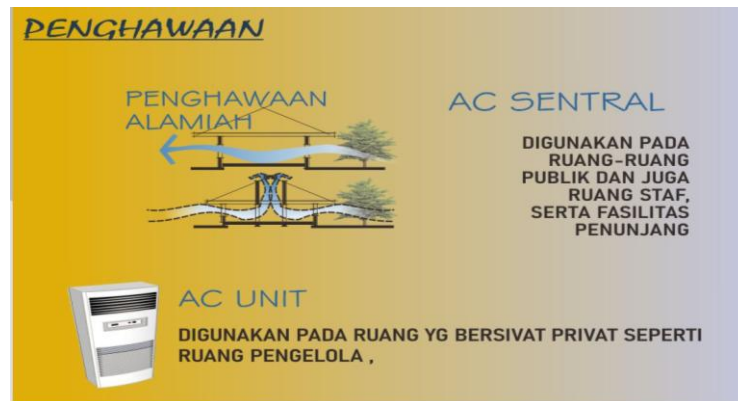 PENGHAWAAN
PENGHAWAAN
ALAMIAH
AC SENTRAL
DIGUNAKAN PADA
RUANG-RUANG
PUBLIK DAN JUGA
RUANG STAF,
SERTA FASILITAS
PENUNJANG
AC UNIT
DIGUNAKAN PADA RUANG YG BERSIVAT PRIVAT SEPERTI
RUANG PENGELOLA ,